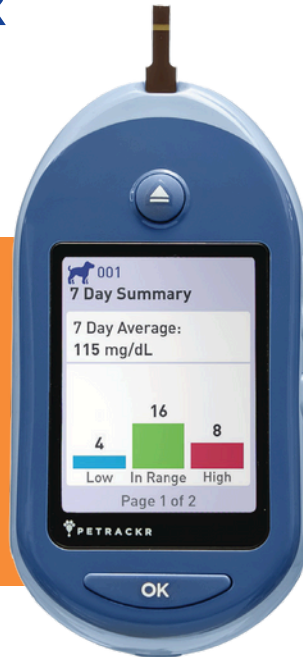 001
7 Day Summary
7 Day Average:
115 mg/dL
16
8
4
Low In Range High
Page 1 of 2
PETRACKR
OK